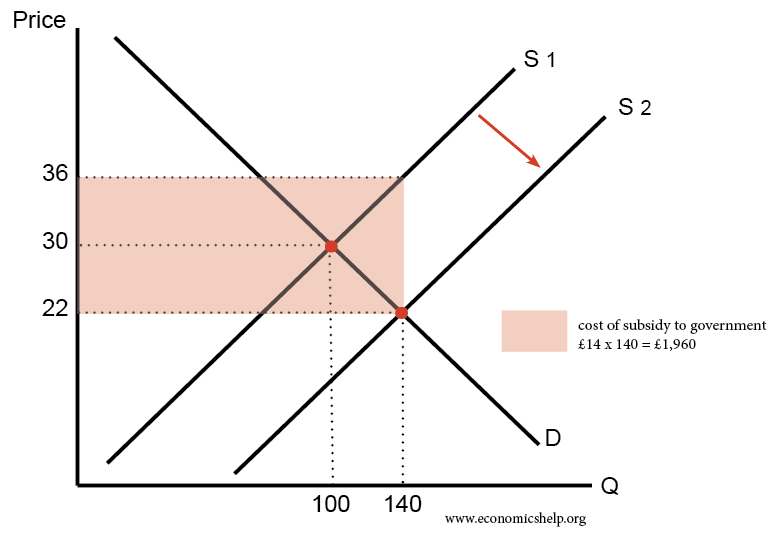 Price
S 1
S 2
36
30
22
cost of subsidy to government
£14 x 140 = £1,960
D
Q
100 140
www.economicshelp.org